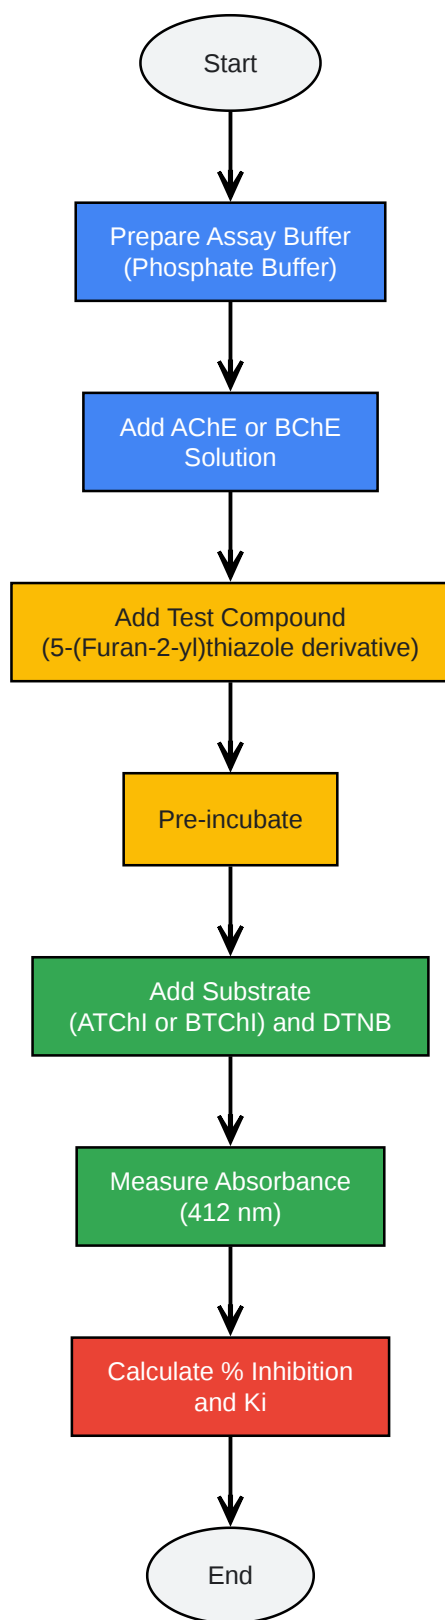 Start
Prepare Assay Buffer
(Phosphate Buffer)
Add AChE or BChE
Solution
Add Test Compound
(5-(Furan-2-yl)thiazole derivative)
Pre-incubate
Add Substrate
(ATChI or BTChI) and DTNB
Measure Absorbance
(412 nm)
Calculate % Inhibition
and Ki
End